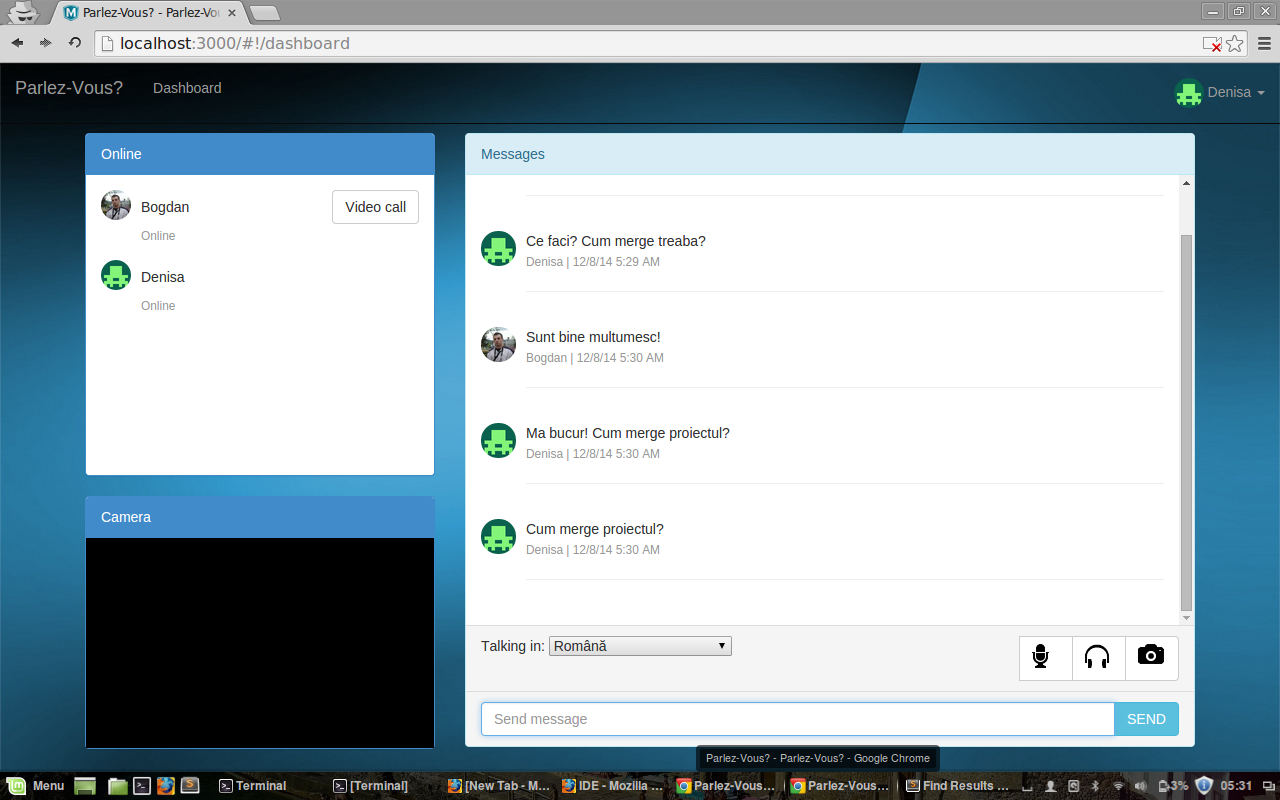 Parlez-Vous? - Parlez-Vou
localhost:3000/#!/dashboard
Parlez-Vous?
Dashboard
Denisa
Online
Bogdan
Video call
Online
Denisa
Online
Camera
Messages
Ce faci? Cum merge treaba?
Denisa | 12/8/14 5:29 AM
Sunt bine multumesc!
Bogdan | 12/8/14 5:30 AM
Ma bucur! Cum merge proiectul?
Denisa | 12/8/14 5:30 AM
Cum merge proiectul?
Denisa | 12/8/14 5:30 AM
Talking in: Română
Send message
SEND
Parlez-Vous? - Parlez-Vous? - Google Chrome
Menu
Terminal
[Terminal]
[New Tab - M...
IDE - Mozilla ...
Parlez-Vous...
Parlez-Vous...
Find Results ...
3%
05:31